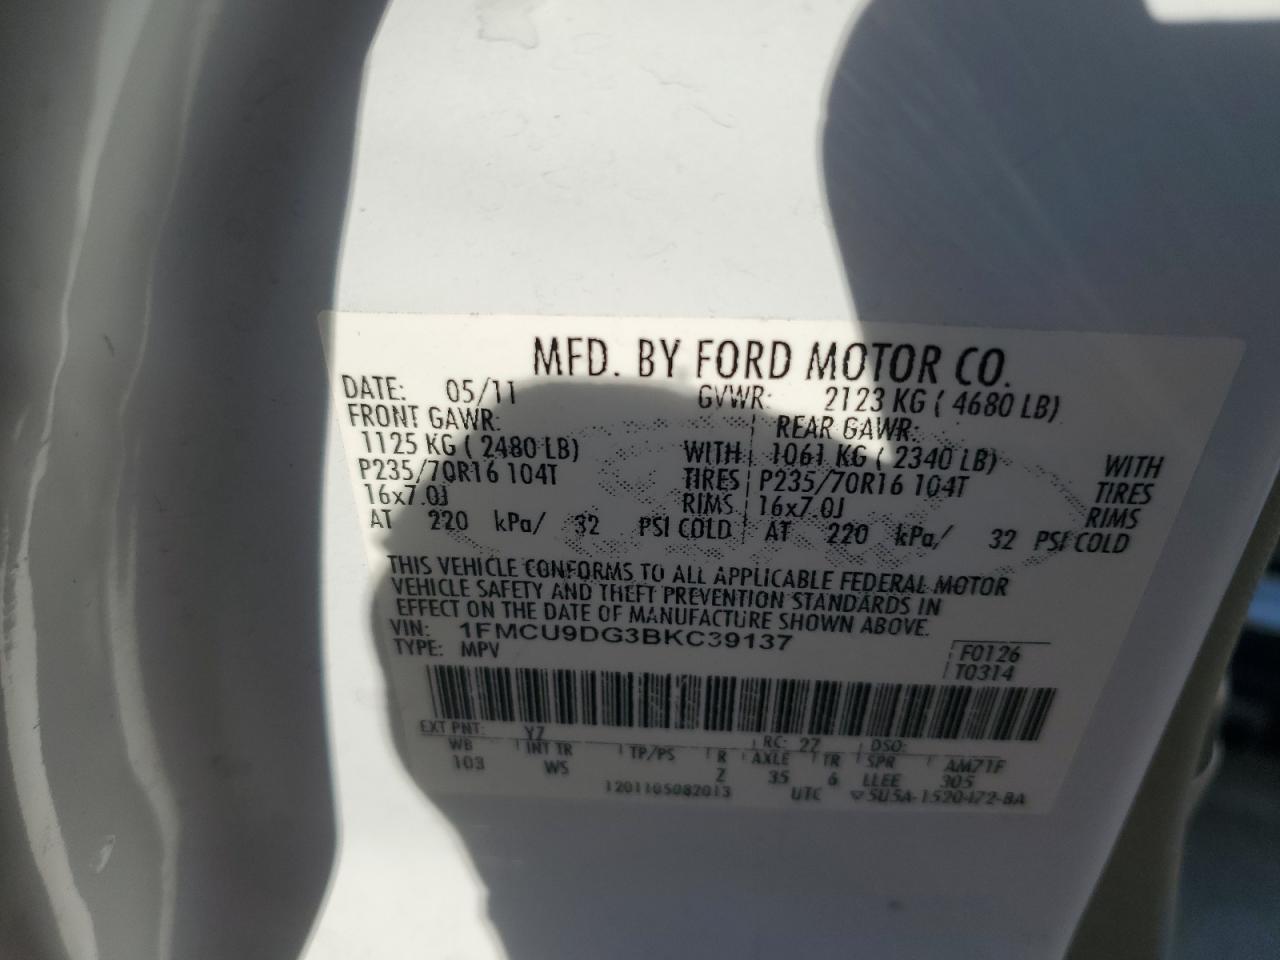 MFD. BY FORD MOTOR CO.
DATE: 05/11 GVWR: 2123 KG ( 4680 LB)
FRONT GAWR: REAR GAWR:
1125 KG ( 2480 LB) WITH 1061 KG ( 2340 LB) WITH
P235/70R16 104T TIRES P235/70R16 104T TIRES
16x7.0J RIMS 16x7.0J RIMS
AT 220 kPa/ 32 PSI COLD AT 220 kPa/ 32 PSI COLD
THIS VEHICLE CONFORMS TO ALL APPLICABLE FEDERAL MOTOR
VEHICLE SAFETY AND THEFT PREVENTION STANDARDS IN
EFFECT ON THE DATE OF MANUFACTURE SHOWN ABOVE.
VIN: 1FMCU9DG3BKC39137
TYPE: MPV
F0126
T0314
EXT PNT: YZ RC: 27 DSO:
WB INT TR TP/PS R AXLE TR SPR AM71F
103 WS Z 35 6 LLEE 305
1201105082013 UTC ▽5U5A-1520472-BA